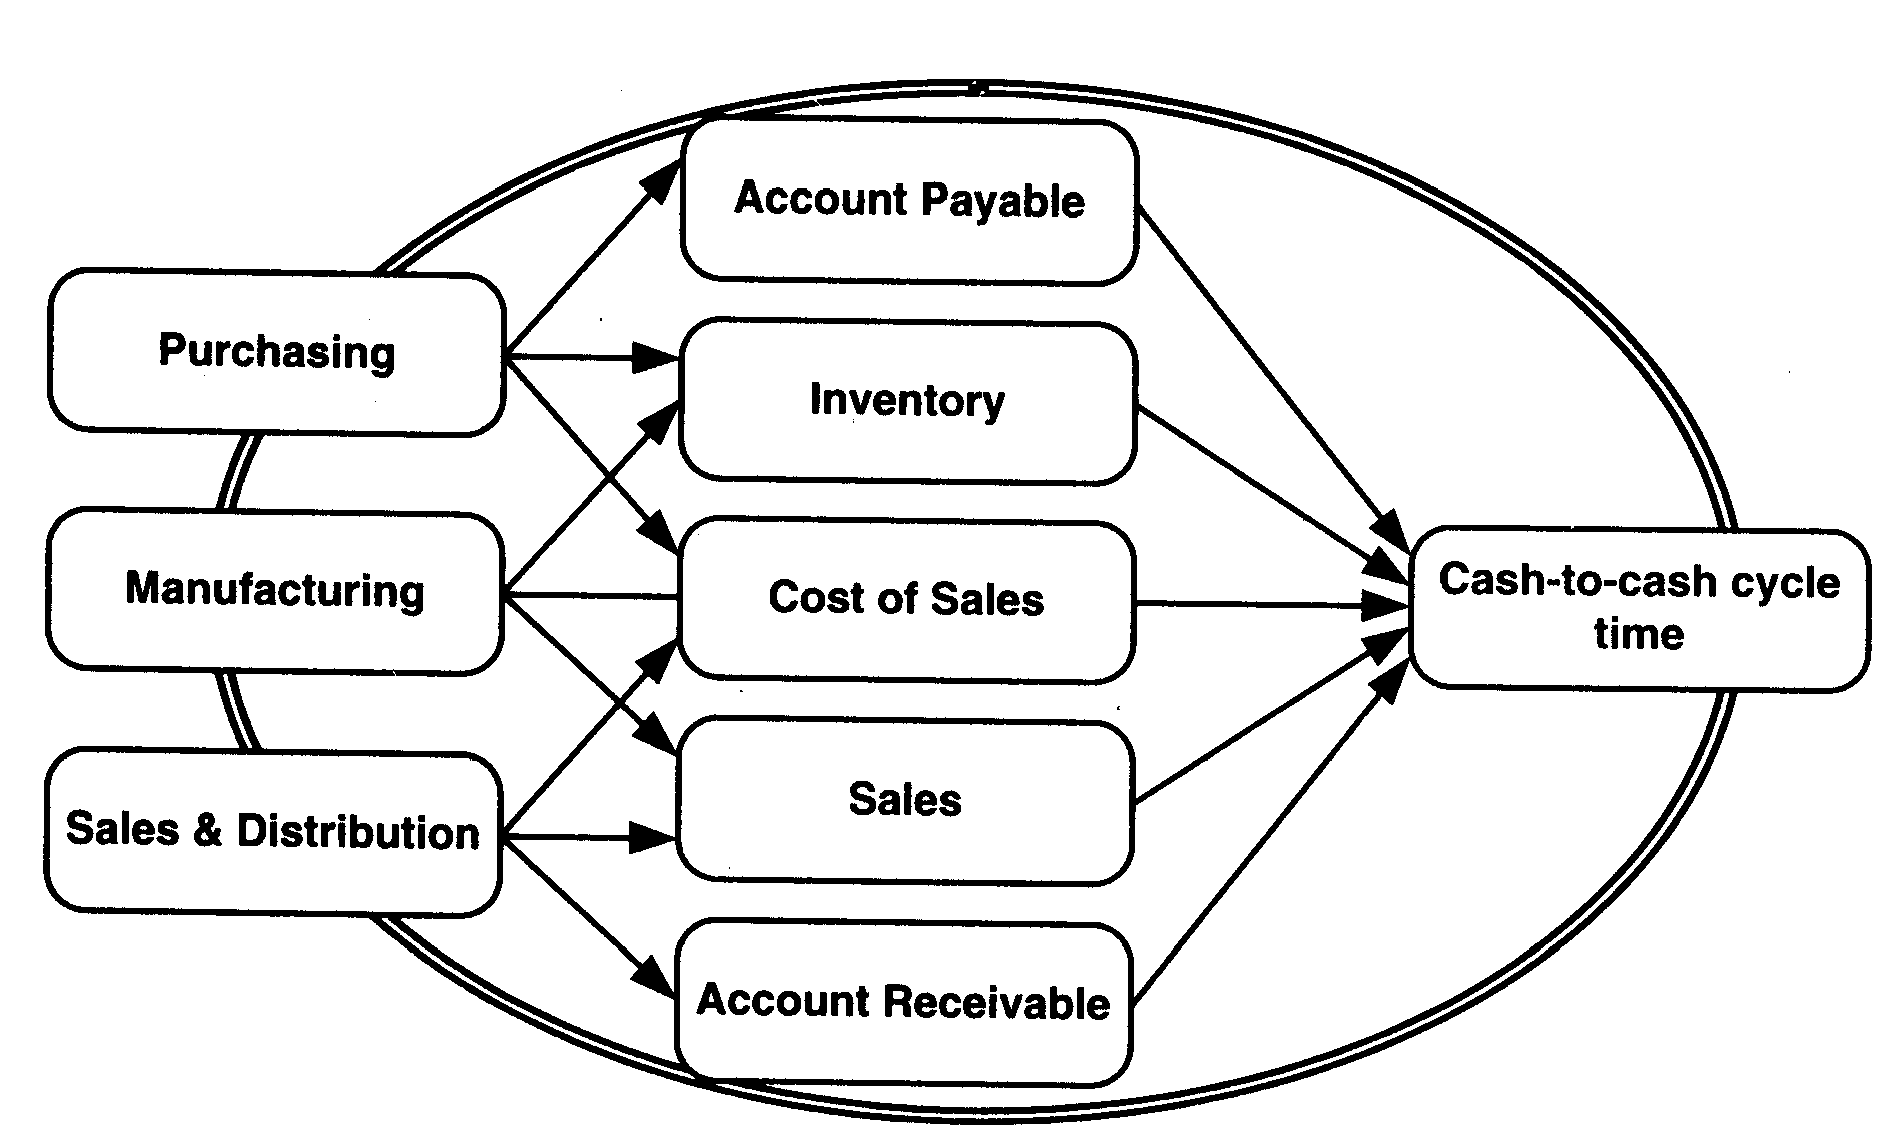 Account Payable
Purchasing
Inventory
Manufacturing
Cost of Sales
Cash-to-cash cycle
time
Sales & Distribution
Sales
Account Receivable